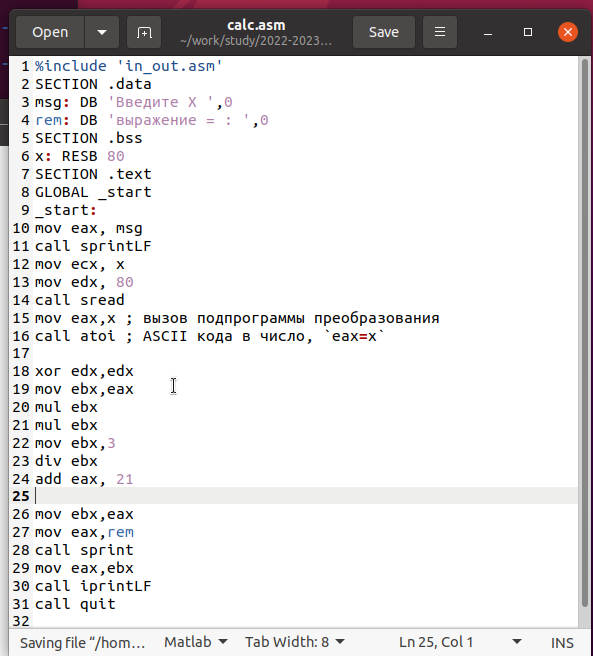 calc.asm
Open
~/work/study/2022-2023…
Save
1 %include 'in_out.asm'
2 SECTION .data
3 msg: DB 'Введите X ',0
4 rem: DB 'выражение = : ',0
5 SECTION .bss
6 x: RESB 80
7 SECTION .text
8 GLOBAL _start
9 _start:
10 mov eax, msg
11 call sprintLF
12 mov ecx, x
13 mov edx, 80
14 call sread
15 mov eax,x ; вызов подпрограммы преобразования
16 call atoi ; ASCII кода в число, `eax=x`
17
18 xor edx,edx
19 mov ebx,eax
20 mul ebx
21 mul ebx
22 mov ebx,3
23 div ebx
24 add eax, 21
25
26 mov ebx,eax
27 mov eax,rem
28 call sprint
29 mov eax,ebx
30 call iprintLF
31 call quit
32
Saving file “/hom… Matlab Tab Width: 8 Ln 25, Col 1 INS